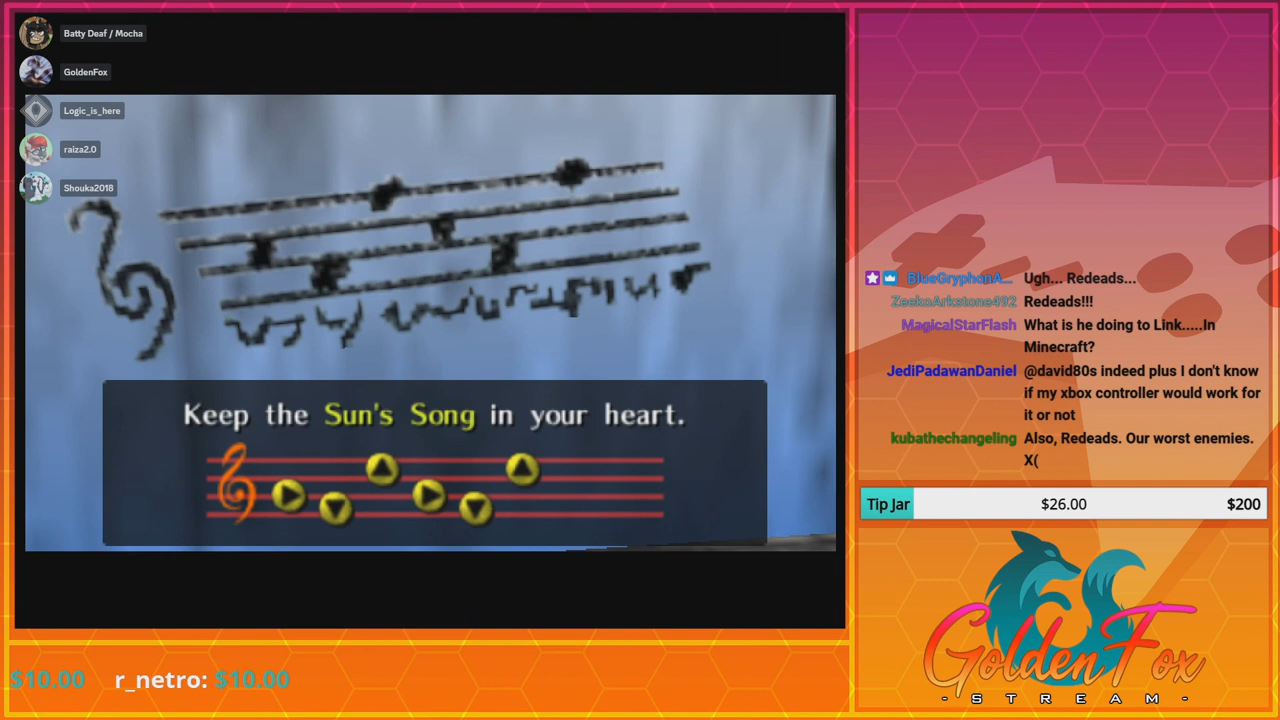 Batty Deaf / Mocha
GoldenFox
Logic_is_here
raiza2.0
Shouka2018
Keep the Sun's Song in your heart.
BlueGryphonA... Ugh... Redeads...
ZeekoArkstone492 Redeads!!!
MagicalStarFlash What is he doing to Link.....In
Minecraft?
JediPadawanDaniel @david80s indeed plus I don't know
if my xbox controller would work for
it or not
kubathechangeling Also, Redeads. Our worst enemies.
X(
Tip Jar $26.00 $200
GoldenFox
- S T R E A M -
$10.00 r_netro: $10.00